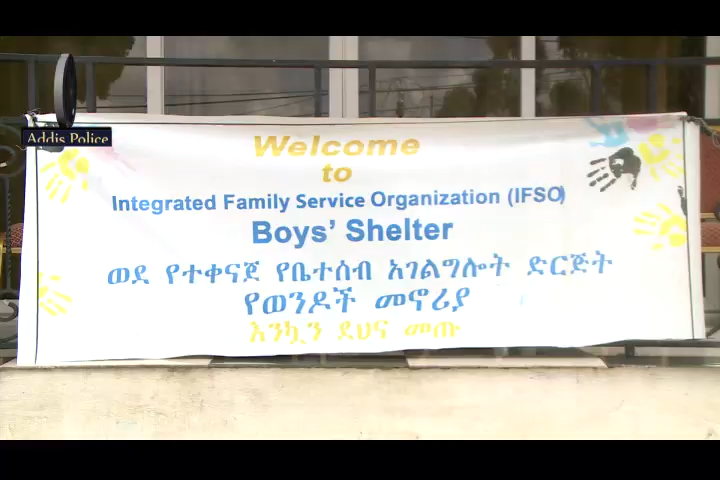 Addis Police
Welcome
to
Integrated Family Service Organization (IFSO)
Boys' Shelter
ወደ የተቀናጀ የቤተሰብ አገልግሎት ድርጅት
የወንዶች መኖሪያ
እንኳን ደህና መጡ